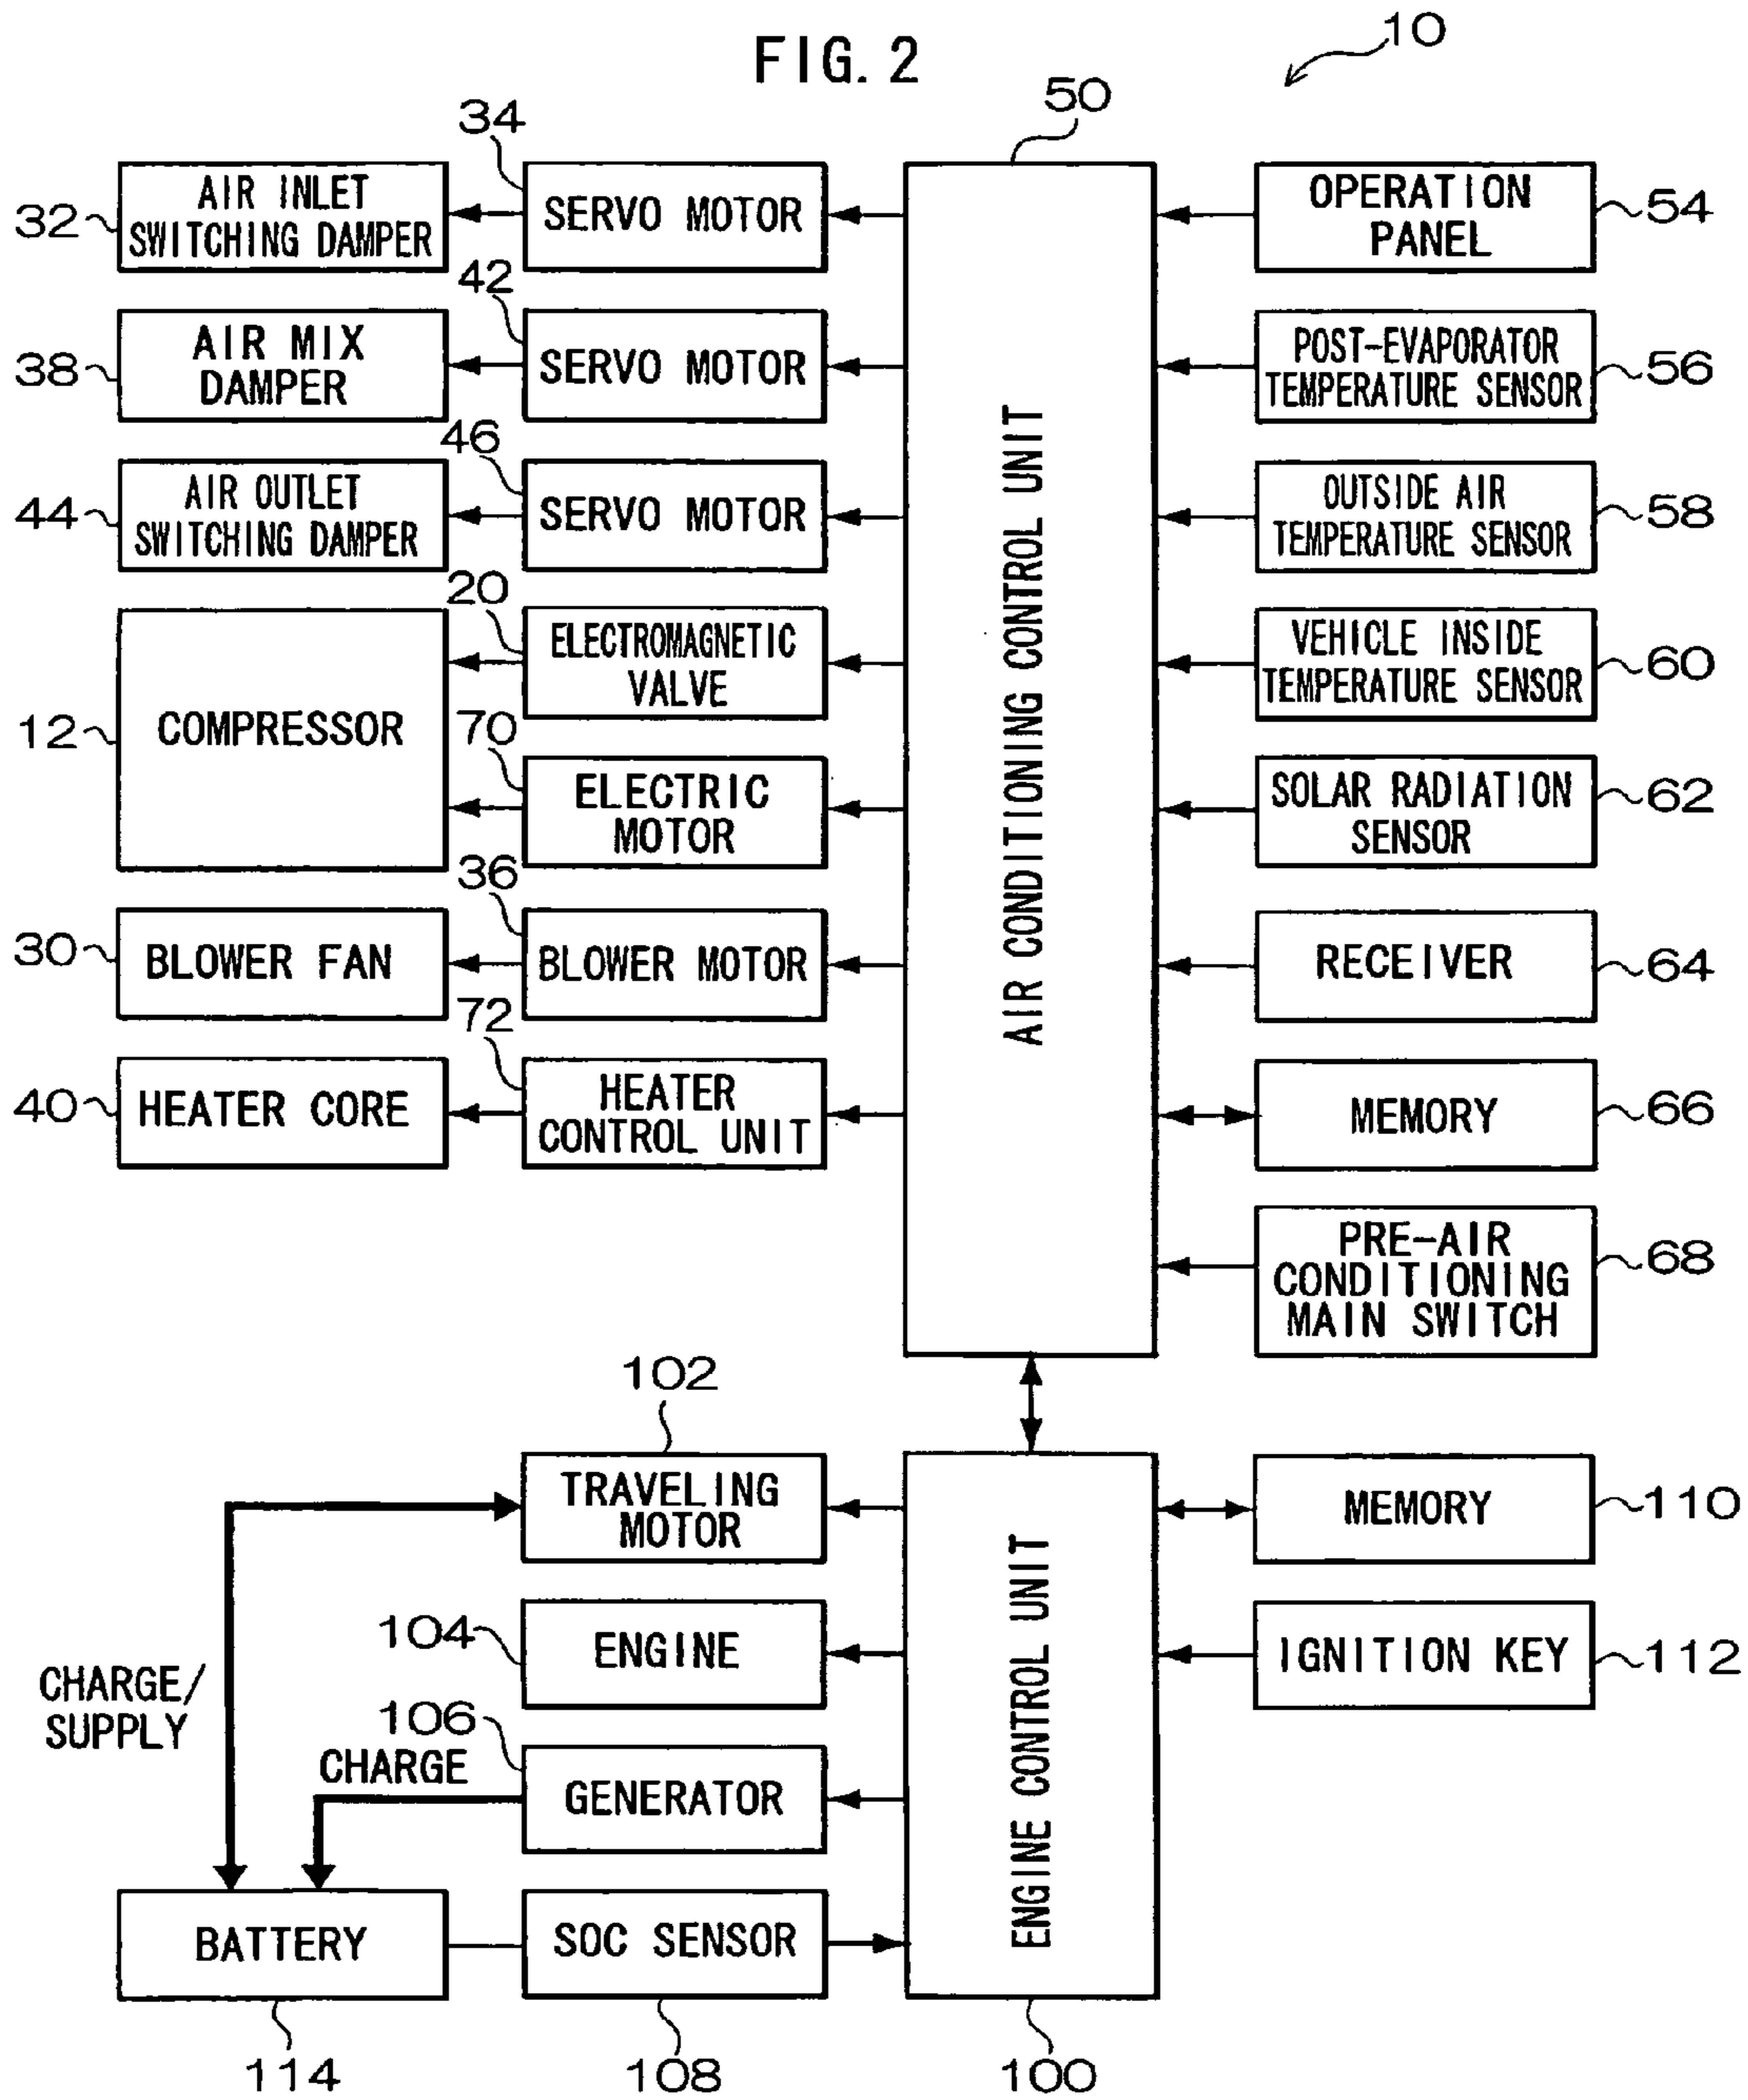 FIG. 2
10
50
34
32
AIR INLET
SWITCHING DAMPER
SERVO MOTOR
OPERATION
PANEL
54
42
38
AIR MIX
DAMPER
SERVO MOTOR
POST-EVAPORATOR
TEMPERATURE SENSOR
56
46
44
AIR OUTLET
SWITCHING DAMPER
SERVO MOTOR
OUTSIDE AIR
TEMPERATURE SENSOR
58
20
12
COMPRESSOR
ELECTROMAGNETIC
VALVE
VEHICLE INSIDE
TEMPERATURE SENSOR
60
70
ELECTRIC
MOTOR
SOLAR RADIATION
SENSOR
62
AIR CONDITIONING CONTROL UNIT
36
30
BLOWER FAN
BLOWER MOTOR
RECEIVER
64
72
40
HEATER CORE
HEATER
CONTROL UNIT
MEMORY
66
PRE-AIR
CONDITIONING
MAIN SWITCH
68
102
TRAVELING
MOTOR
MEMORY
110
104
ENGINE
IGNITION KEY
112
ENGINE CONTROL UNIT
CHARGE/
SUPPLY
106
CHARGE
GENERATOR
BATTERY
SOC SENSOR
114
108
100